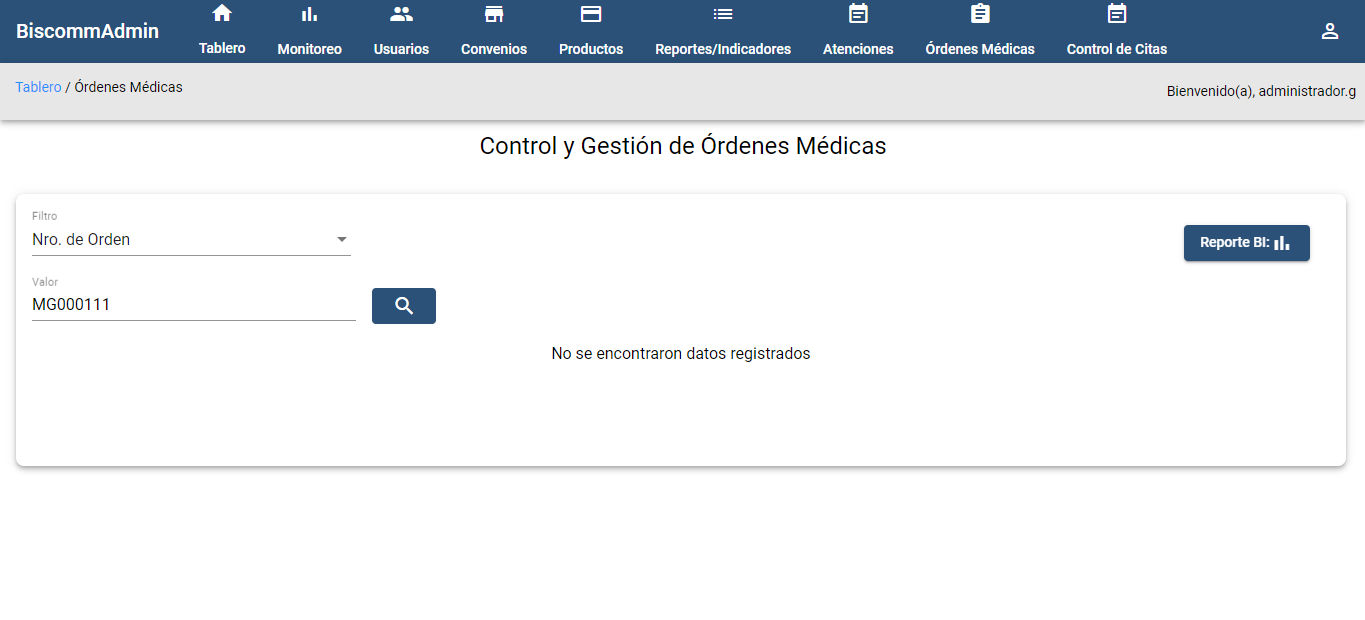 BiscommAdmin
Tablero
Monitoreo
Usuarios
Convenios
Productos
Reportes/Indicadores
Atenciones
Órdenes Médicas
Control de Citas
Tablero / Órdenes Médicas
Bienvenido(a), administrador.g
Control y Gestión de Órdenes Médicas
Filtro
Nro. de Orden
Reporte BI:
Valor
MG000111
No se encontraron datos registrados